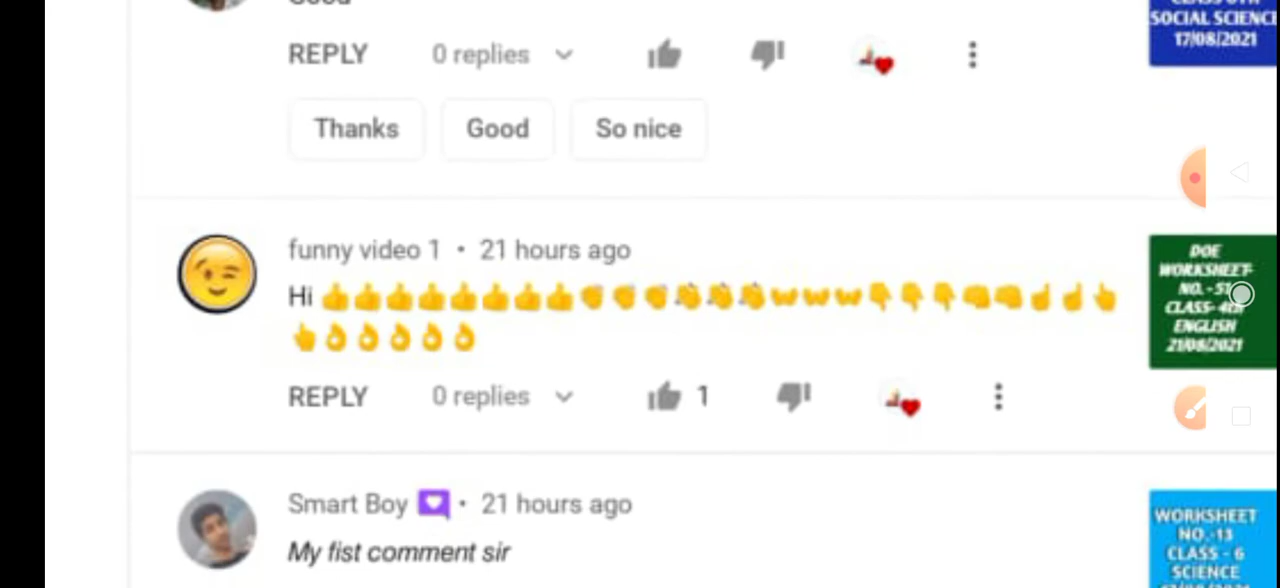 Good
REPLY 0 replies
Thanks Good So nice
SOCIAL SCIENCE
17/08/2021
funny video 1 • 21 hours ago
Hi 👍👍👍👍👍👍👍👍👏👏👏👋👋👋👐👐👐👇👇👇👊👊☝☝👆
👆👌👌👌👌👌
REPLY 0 replies 1
DOE
WORKSHEET-
NO.-57
CLASS-4th
ENGLISH
21/08/2021
Smart Boy • 21 hours ago
My fist comment sir
WORKSHEET
NO.-13
CLASS - 6
SCIENCE